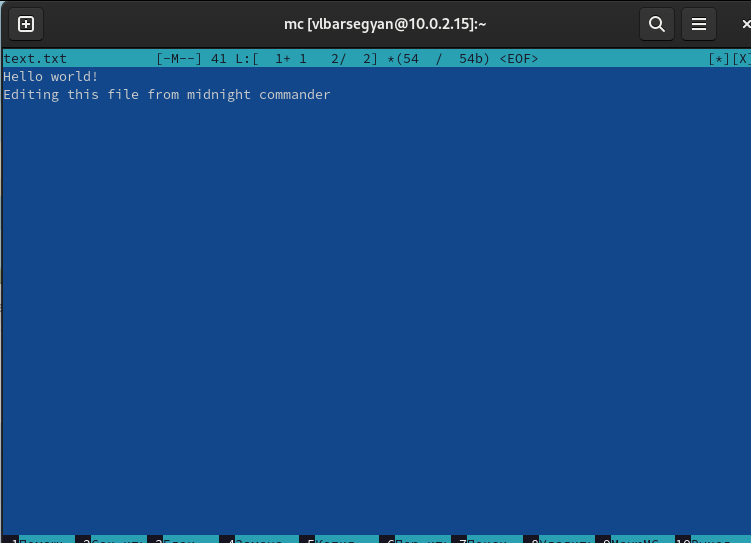 mc [vlbarsegyan@10.0.2.15]:~
text.txt [-M--] 41 L:[ 1+ 1 2/ 2] *(54 / 54b) <EOF> [*][X]
Hello world!
Editing this file from midnight commander